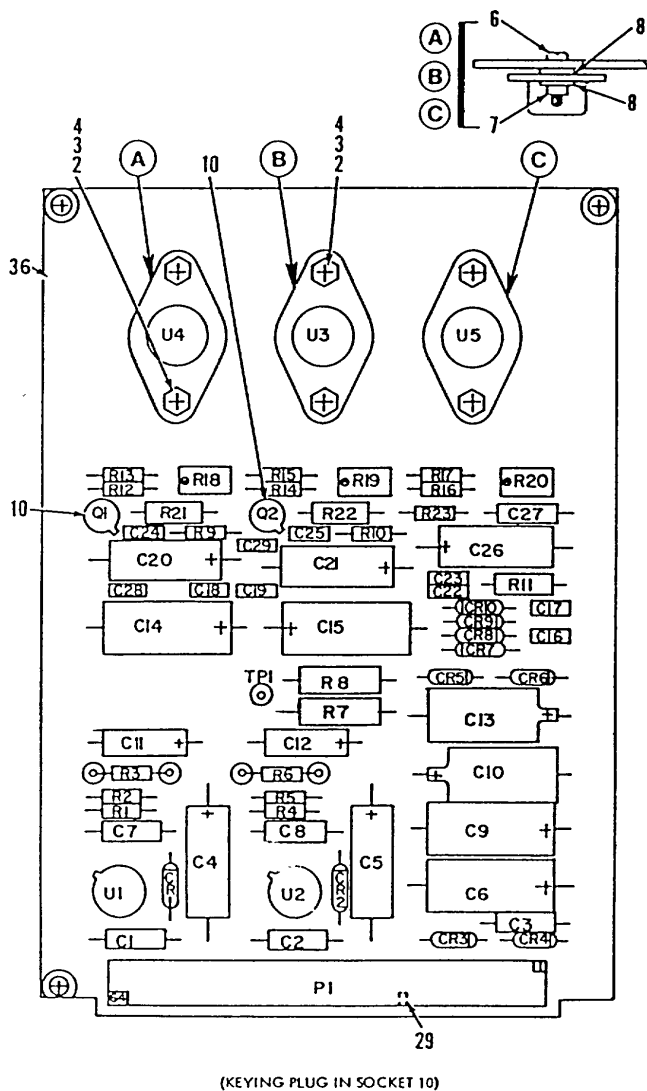 6 8
A
B
C 7 8
4
3
2
A
10
B
4
3
2
C
36
U4 U3 U5
R13 R18 R15 R19 R17 R20
R12 R14 R16
10 Q1 R21 Q2 R22 R23 C27
C24 R9 C29 C25 R10
C20 + C21 + + C26
C23
C22 R11
C28 C18 C19
CR10 C17
CR9
C14 + + C15 CR8 C16
CR7
TP1 R8 CR5 CR6
R7 C13 +
C11 + C12 +
R3 R6 + C10
R2 R5
R1 + R4 + C9 +
C7 C4 C8 C5
U1 CR1 U2 CR2 C6 +
C3
C1 C2 CR3 CR4
64 P1 1
29
(KEYING PLUG IN SOCKET 10)